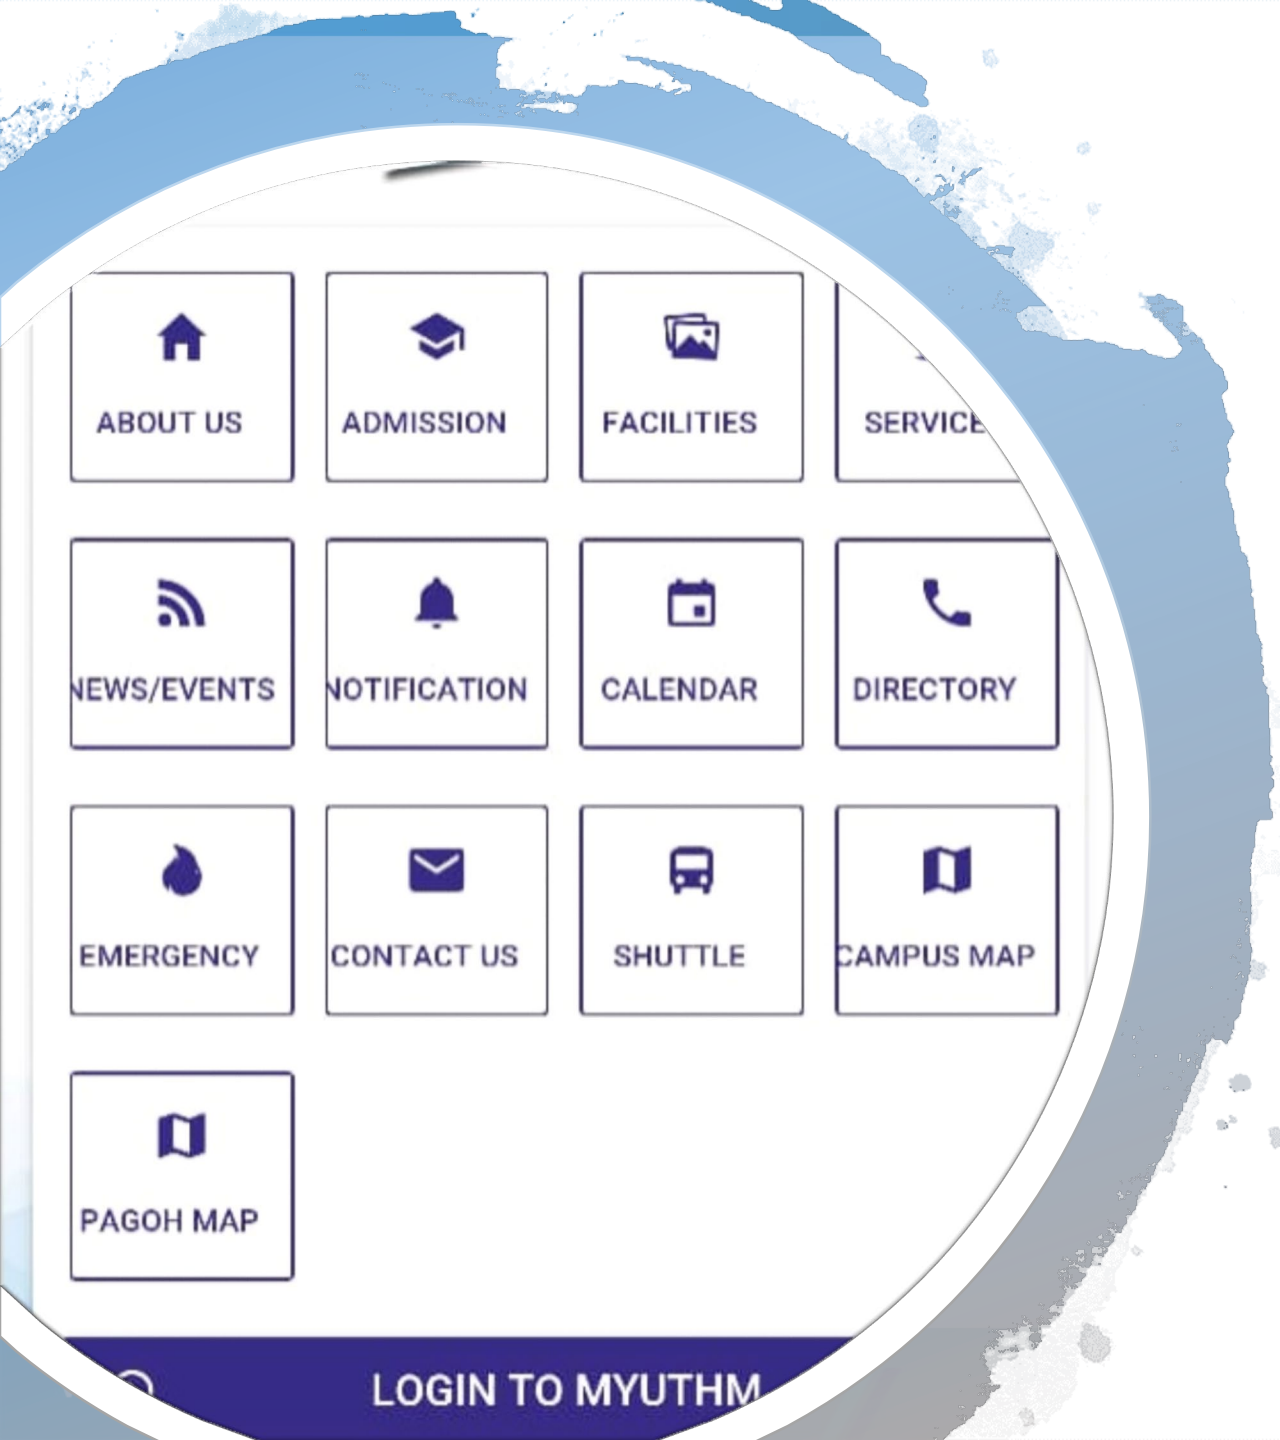 ABOUT US
ADMISSION
FACILITIES
SERVICE
NEWS/EVENTS
NOTIFICATION
CALENDAR
DIRECTORY
EMERGENCY
CONTACT US
SHUTTLE
CAMPUS MAP
PAGOH MAP
LOGIN TO MYUTHM